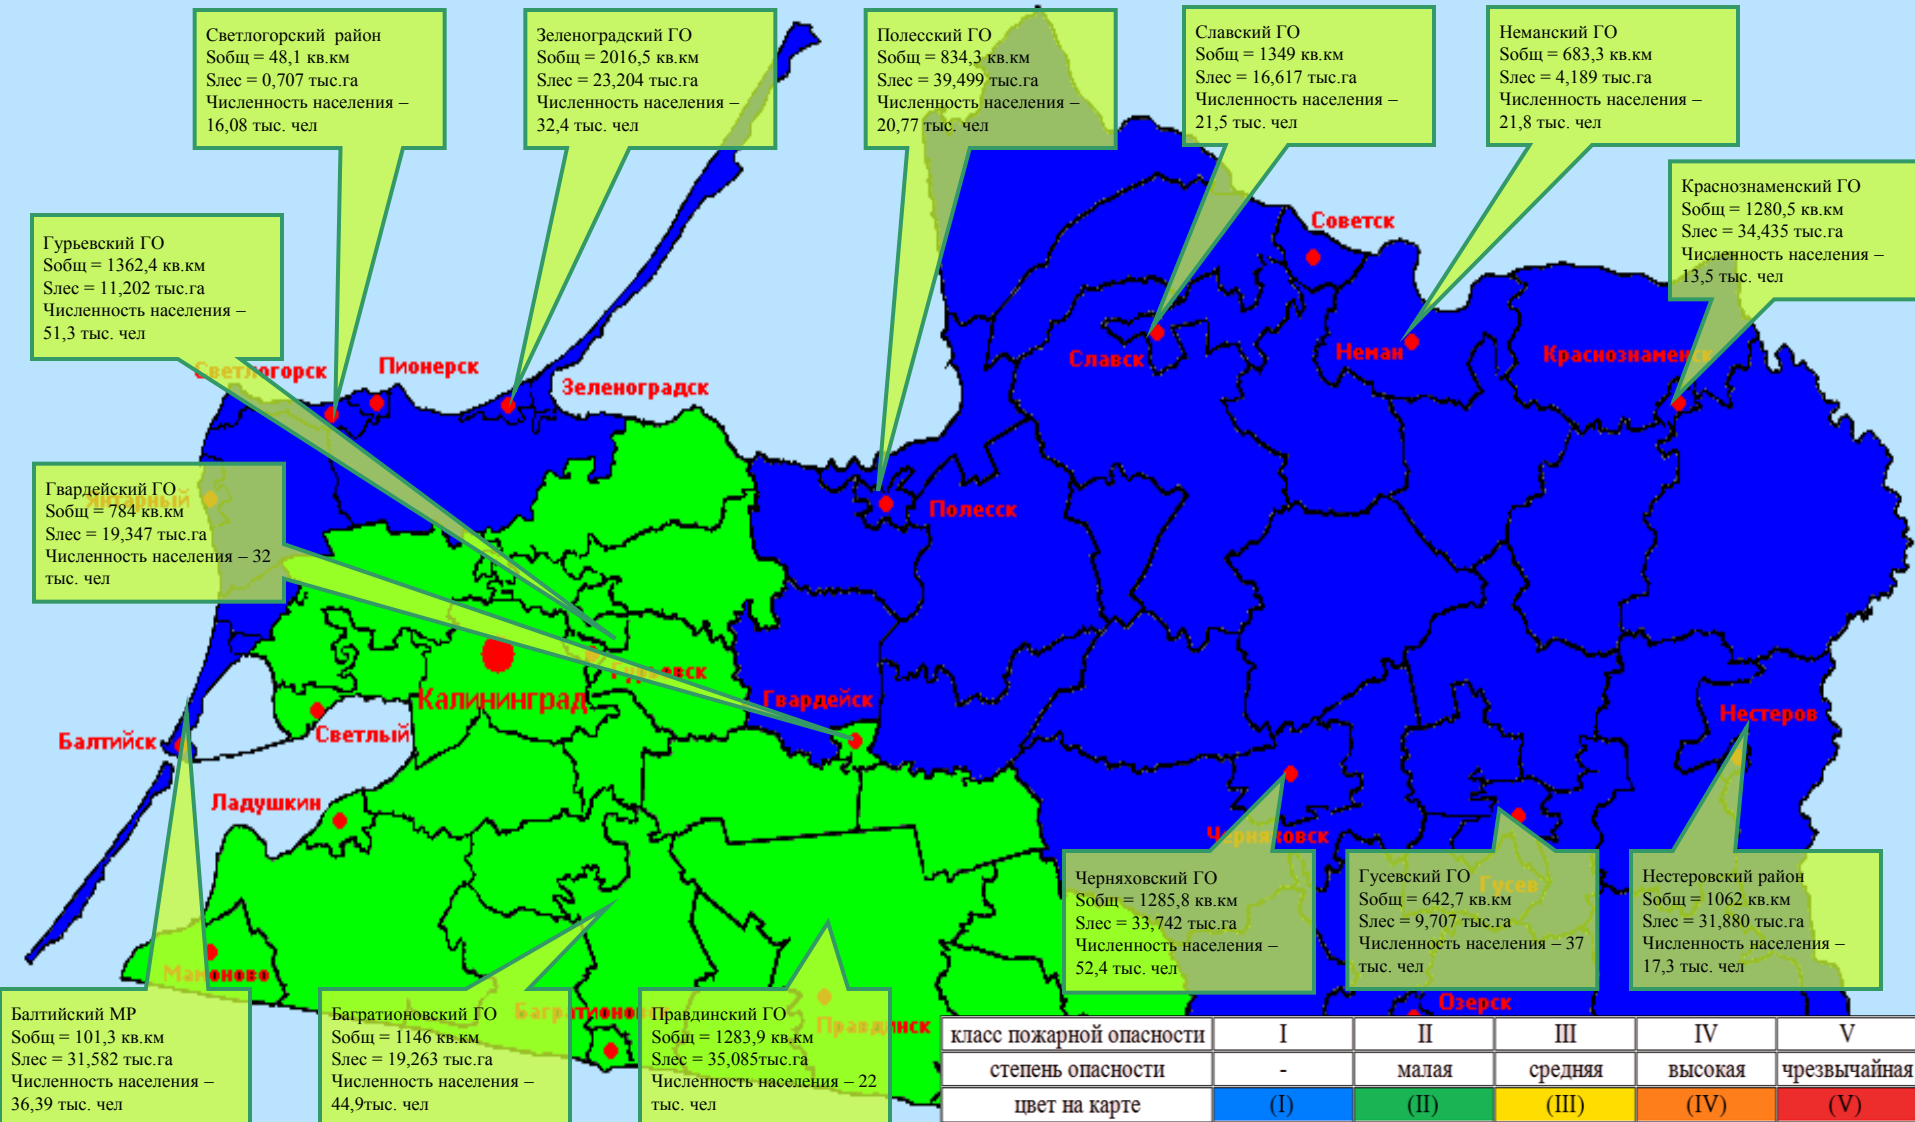 Светлогорский район
Sобщ = 48,1 кв.км
Sлес = 0,707 тыс.га
Численность населения –
16,08 тыс. чел
Зеленоградский ГО
Sобщ = 2016,5 кв.км
Sлес = 23,204 тыс.га
Численность населения –
32,4 тыс. чел
Полесский ГО
Sобщ = 834,3 кв.км
Sлес = 39,499 тыс.га
Численность населения –
20,77 тыс. чел
Славский ГО
Sобщ = 1349 кв.км
Sлес = 16,617 тыс.га
Численность населения –
21,5 тыс. чел
Неманский ГО
Sобщ = 683,3 кв.км
Sлес = 4,189 тыс.га
Численность населения –
21,8 тыс. чел
Краснознаменский ГО
Sобщ = 1280,5 кв.км
Sлес = 34,435 тыс.га
Численность населения –
13,5 тыс. чел
Гурьевский ГО
Sобщ = 1362,4 кв.км
Sлес = 11,202 тыс.га
Численность населения –
51,3 тыс. чел
Советск
Славск
Неман
Краснознаменск
Светлогорск
Пионерск
Зеленоградск
Гвардейский ГО
Sобщ = 784 кв.км
Sлес = 19,347 тыс.га
Численность населения – 32
тыс. чел
Янтарный
Полесск
Гурьевск
Калининград
Гвардейск
Нестеров
Балтийск
Светлый
Ладушкин
Черняховск
Гусев
Мамоново
Багратионовск
Правдинск
Озерск
Черняховский ГО
Sобщ = 1285,8 кв.км
Sлес = 33,742 тыс.га
Численность населения –
52,4 тыс. чел
Гусевский ГО
Sобщ = 642,7 кв.км
Sлес = 9,707 тыс.га
Численность населения – 37
тыс. чел
Нестеровский район
Sобщ = 1062 кв.км
Sлес = 31,880 тыс.га
Численность населения –
17,3 тыс. чел
Балтийский МР
Sобщ = 101,3 кв.км
Sлес = 31,582 тыс.га
Численность населения –
36,39 тыс. чел
Багратионовский ГО
Sобщ = 1146 кв.км
Sлес = 19,263 тыс.га
Численность населения –
44,9тыс. чел
Правдинский ГО
Sобщ = 1283,9 кв.км
Sлес = 35,085тыс.га
Численность населения – 22
тыс. чел
класс пожарной опасности I II III IV V
степень опасности - малая средняя высокая чрезвычайная
цвет на карте (I) (II) (III) (IV) (V)